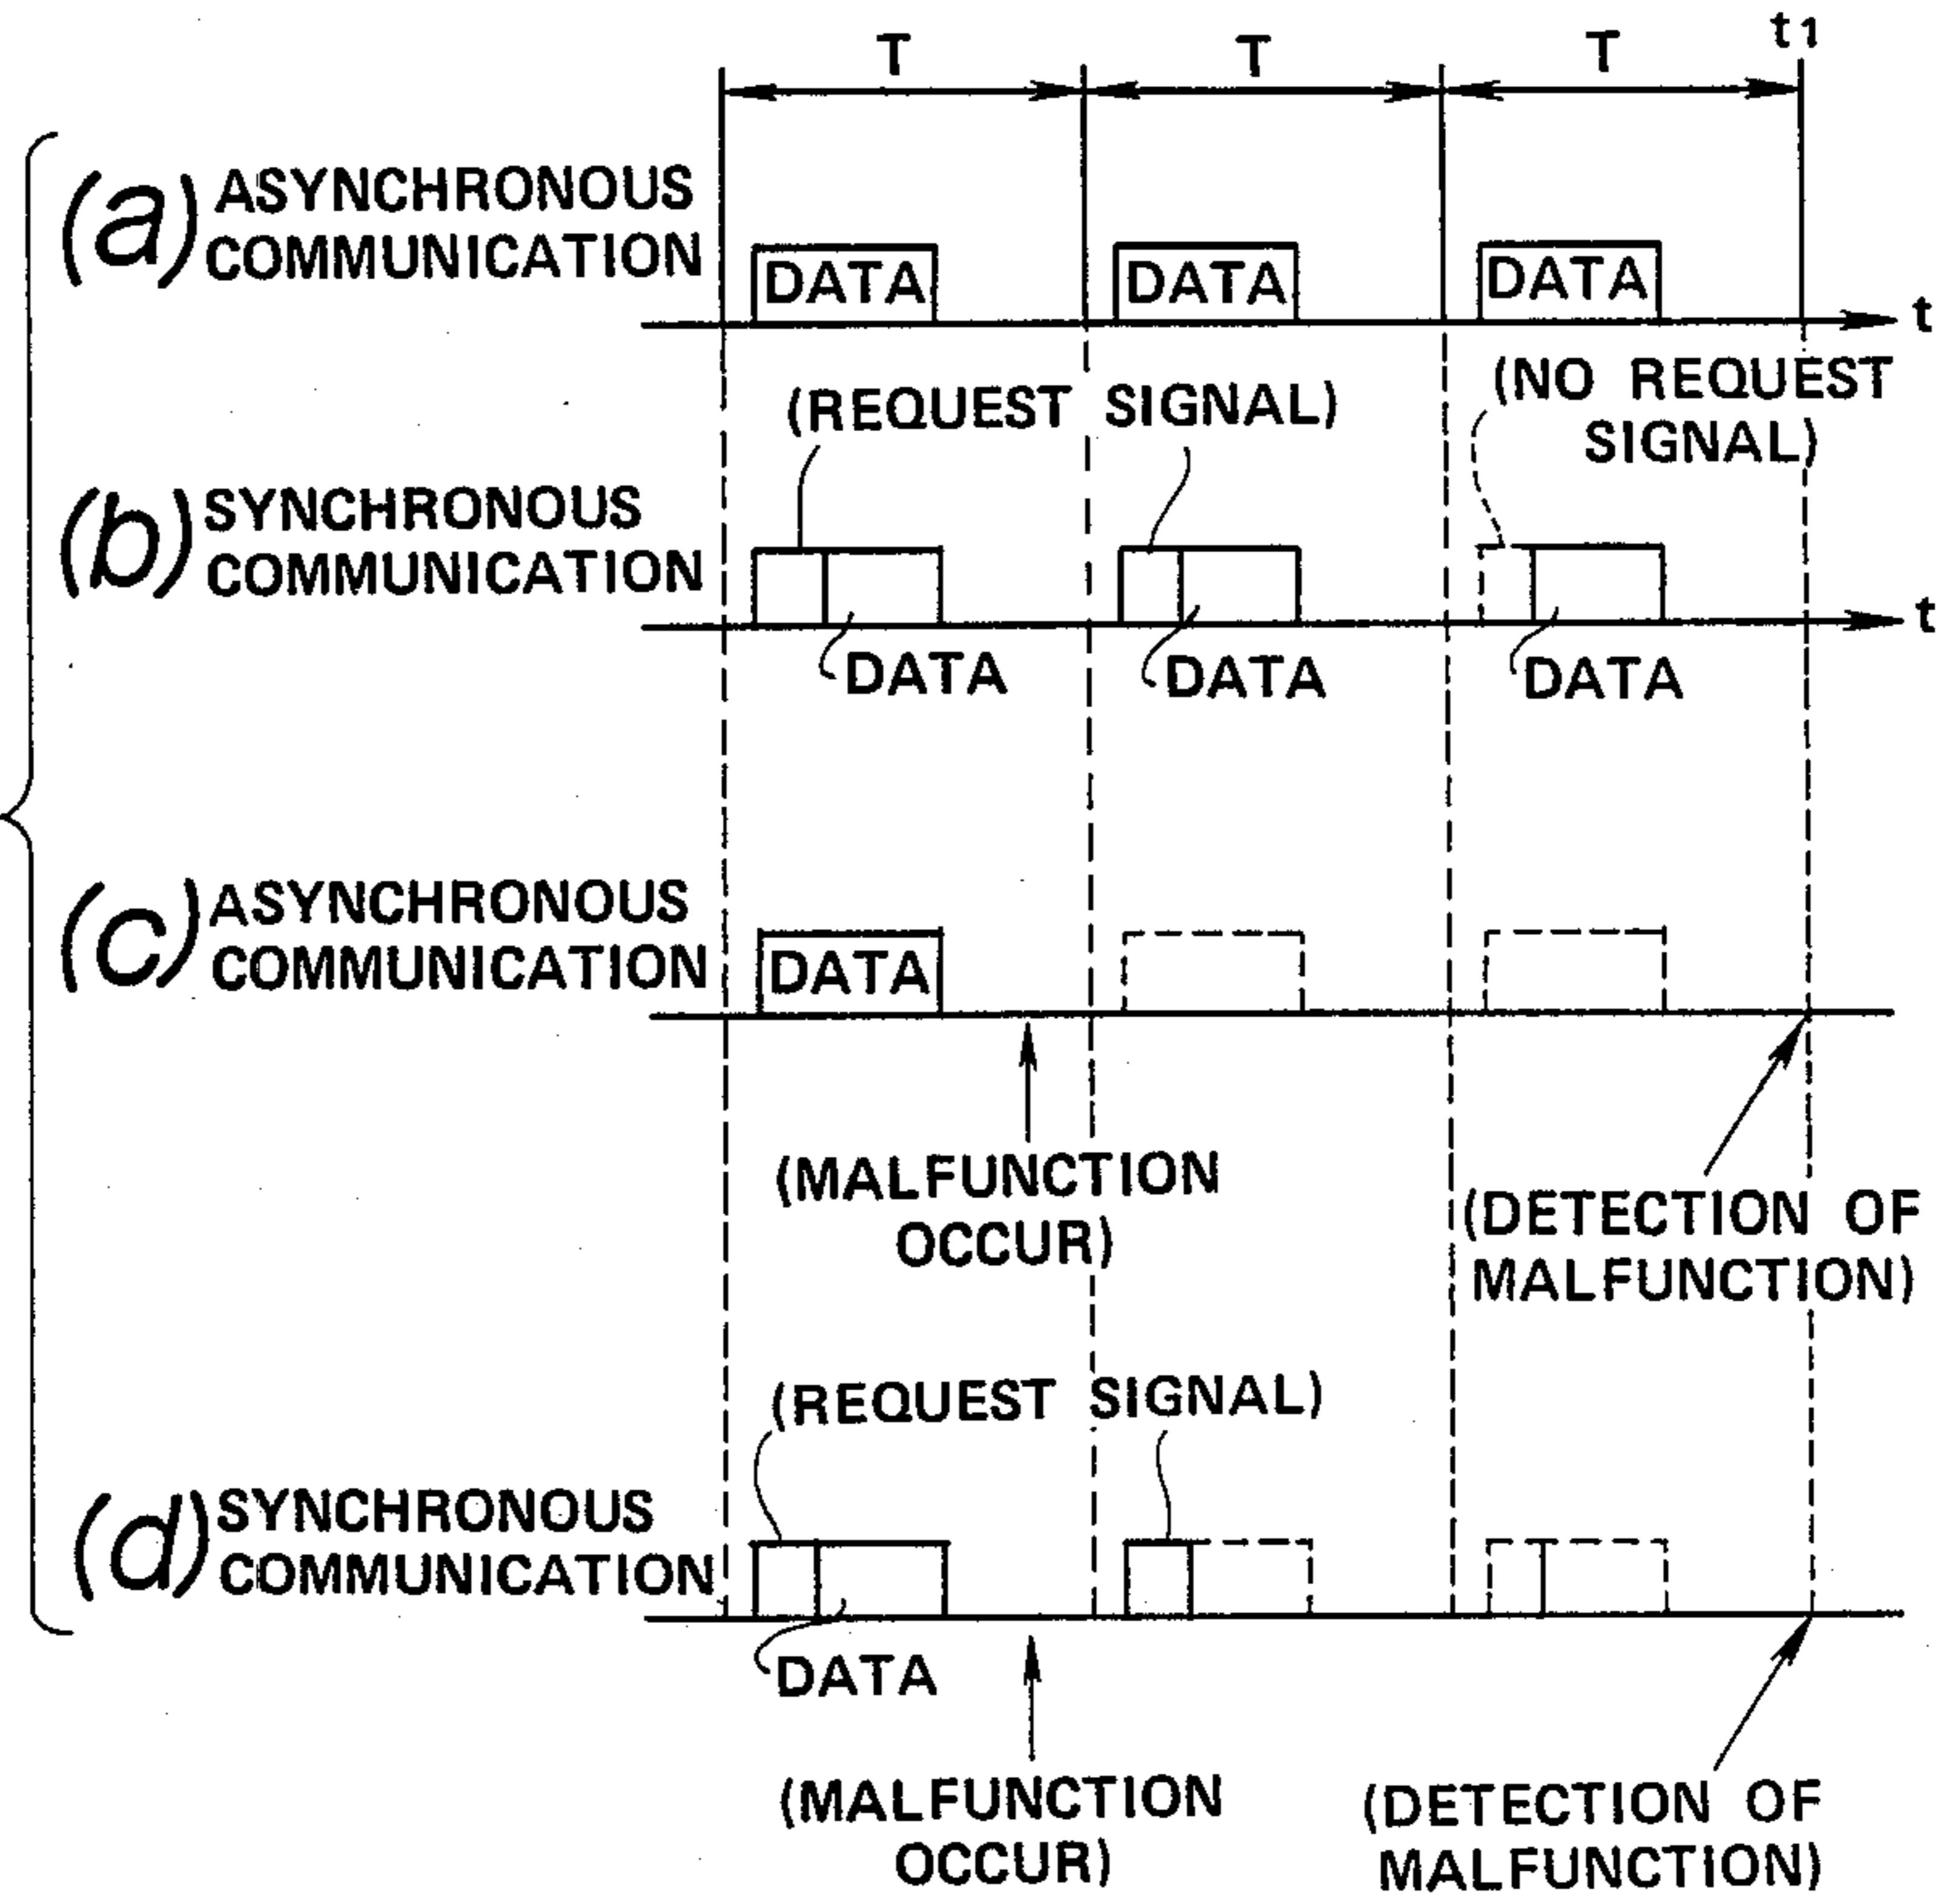 T T T t1
(a) ASYNCHRONOUS
COMMUNICATION
DATA DATA DATA
t
(REQUEST SIGNAL) (NO REQUEST
SIGNAL)
(b) SYNCHRONOUS
COMMUNICATION
t
DATA DATA DATA
(c) ASYNCHRONOUS
COMMUNICATION
DATA
(MALFUNCTION
OCCUR)
(DETECTION OF
MALFUNCTION)
(REQUEST SIGNAL)
(d) SYNCHRONOUS
COMMUNICATION
DATA
(MALFUNCTION
OCCUR)
(DETECTION OF
MALFUNCTION)